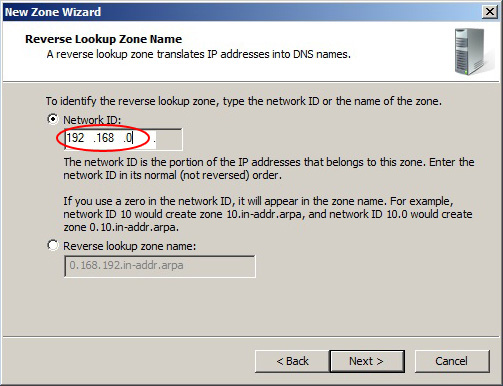 New Zone Wizard
Reverse Lookup Zone Name
A reverse lookup zone translates IP addresses into DNS names.
To identify the reverse lookup zone, type the network ID or the name of the zone.
Network ID:
192 .168 .0 .
The network ID is the portion of the IP addresses that belongs to this zone. Enter the
network ID in its normal (not reversed) order.
If you use a zero in the network ID, it will appear in the zone name. For example,
network ID 10 would create zone 10.in-addr.arpa, and network ID 10.0 would create
zone 0.10.in-addr.arpa.
Reverse lookup zone name:
0.168.192.in-addr.arpa
< Back
Next >
Cancel